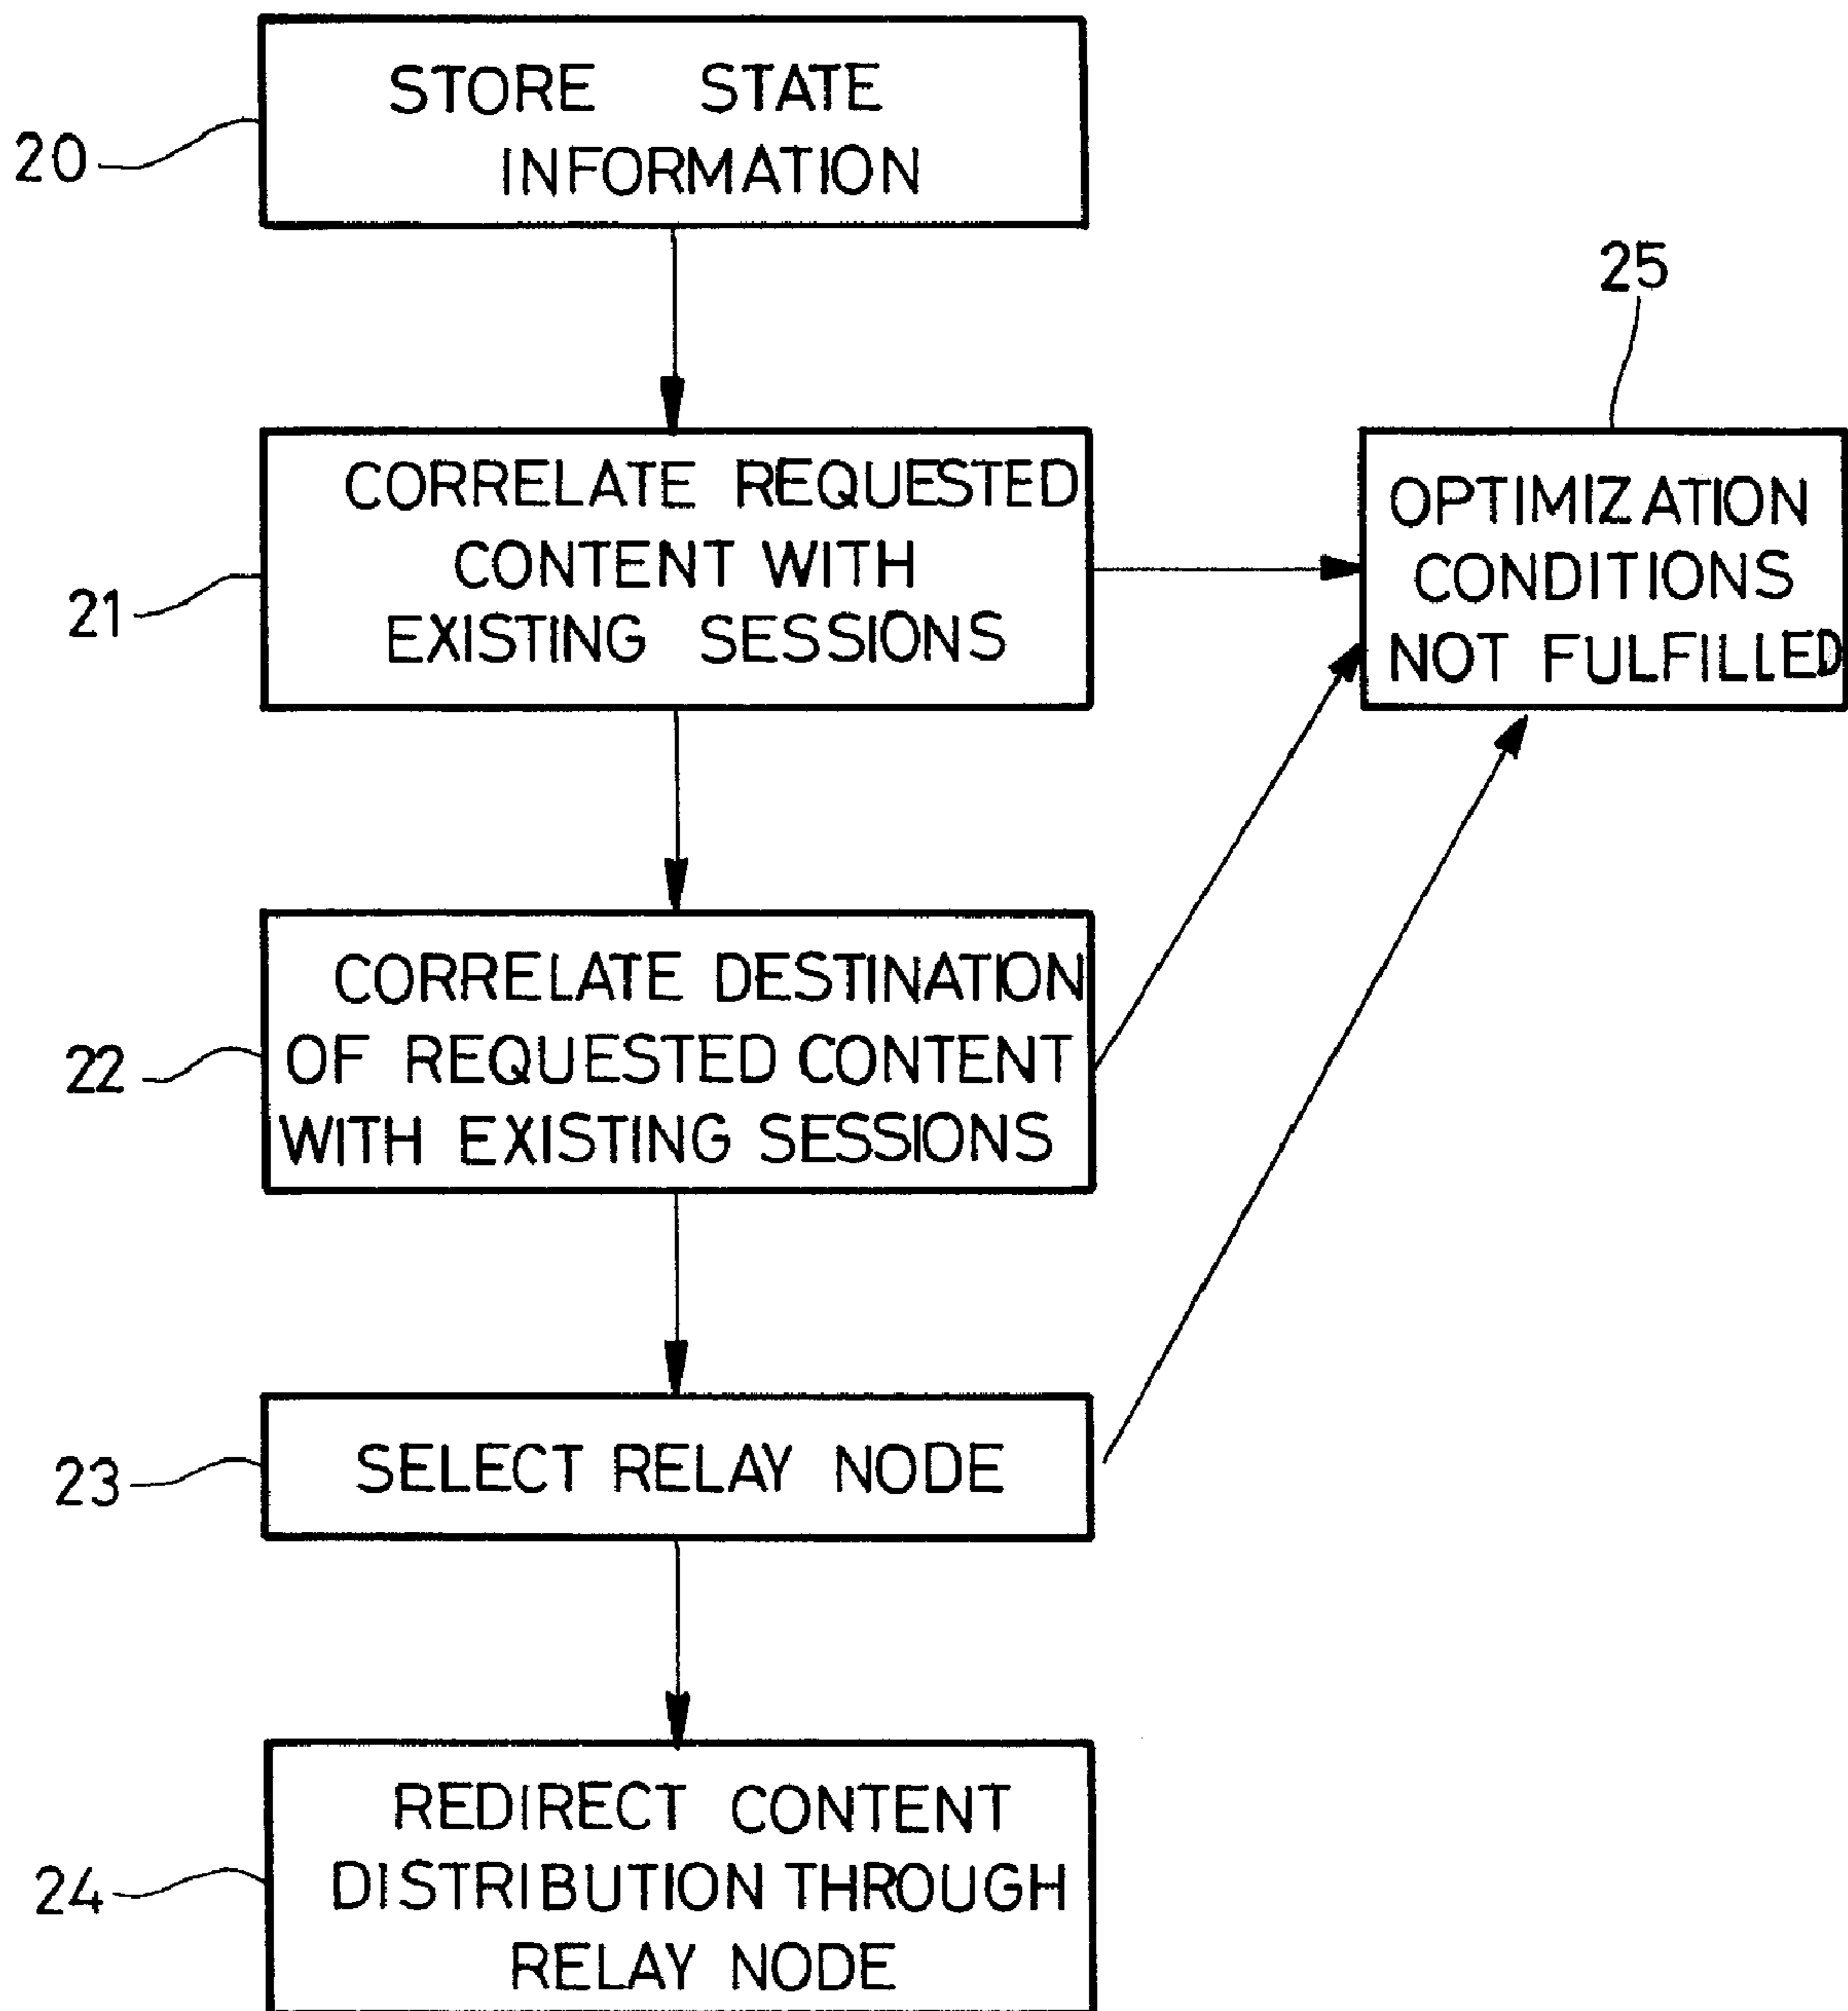 STORE STATE
INFORMATION
20
25
CORRELATE REQUESTED
CONTENT WITH
EXISTING SESSIONS
21
OPTIMIZATION
CONDITIONS
NOT FULFILLED
CORRELATE DESTINATION
OF REQUESTED CONTENT
WITH EXISTING SESSIONS
22
SELECT RELAY NODE
23
REDIRECT CONTENT
DISTRIBUTION THROUGH
RELAY NODE
24